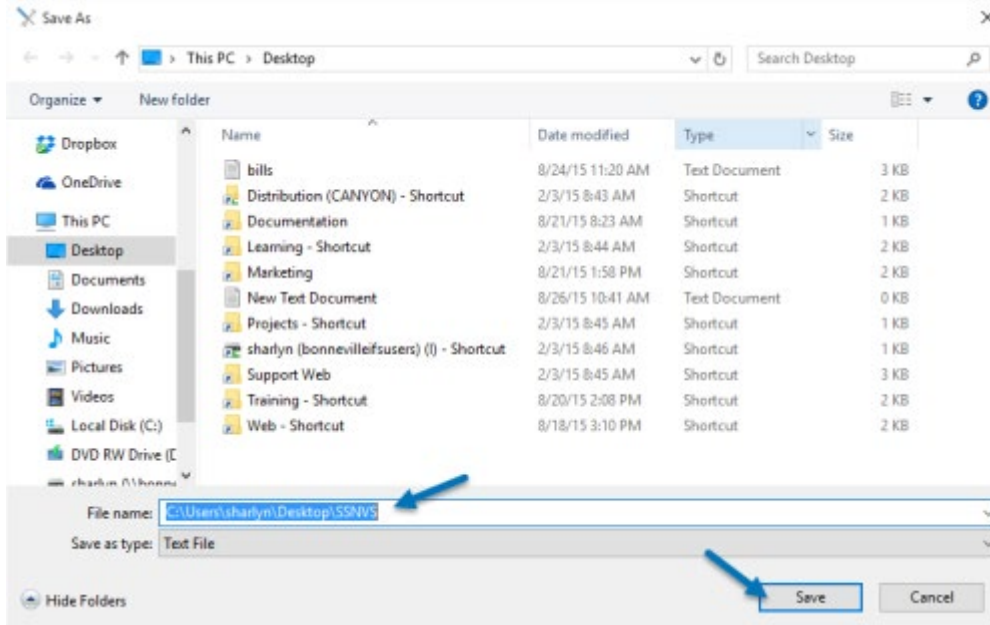 Save As
This PC > Desktop
Search Desktop
Organize
New folder
Name Date modified Type Size
Dropbox
OneDrive
This PC
Desktop
Documents
Downloads
Music
Pictures
Videos
Local Disk (C:)
DVD RW Drive (D
bills 8/24/15 11:20 AM Text Document 3 KB
Distribution (CANYON) - Shortcut 2/3/15 8:43 AM Shortcut 2 KB
Documentation 8/21/15 8:23 AM Shortcut 1 KB
Learning - Shortcut 2/3/15 8:44 AM Shortcut 2 KB
Marketing 8/21/15 1:58 PM Shortcut 2 KB
New Text Document 8/26/15 10:41 AM Text Document 0 KB
Projects - Shortcut 2/3/15 8:45 AM Shortcut 1 KB
sharlyn (bonnevilleifsusers) (I) - Shortcut 2/3/15 8:46 AM Shortcut 1 KB
Support Web 2/3/15 8:45 AM Shortcut 3 KB
Training - Shortcut 8/20/15 2:08 PM Shortcut 2 KB
Web - Shortcut 8/18/15 3:10 PM Shortcut 2 KB
File name: C:\Users\sharlyn\Desktop\SSNVS
Save as type: Text File
Hide Folders
Save
Cancel